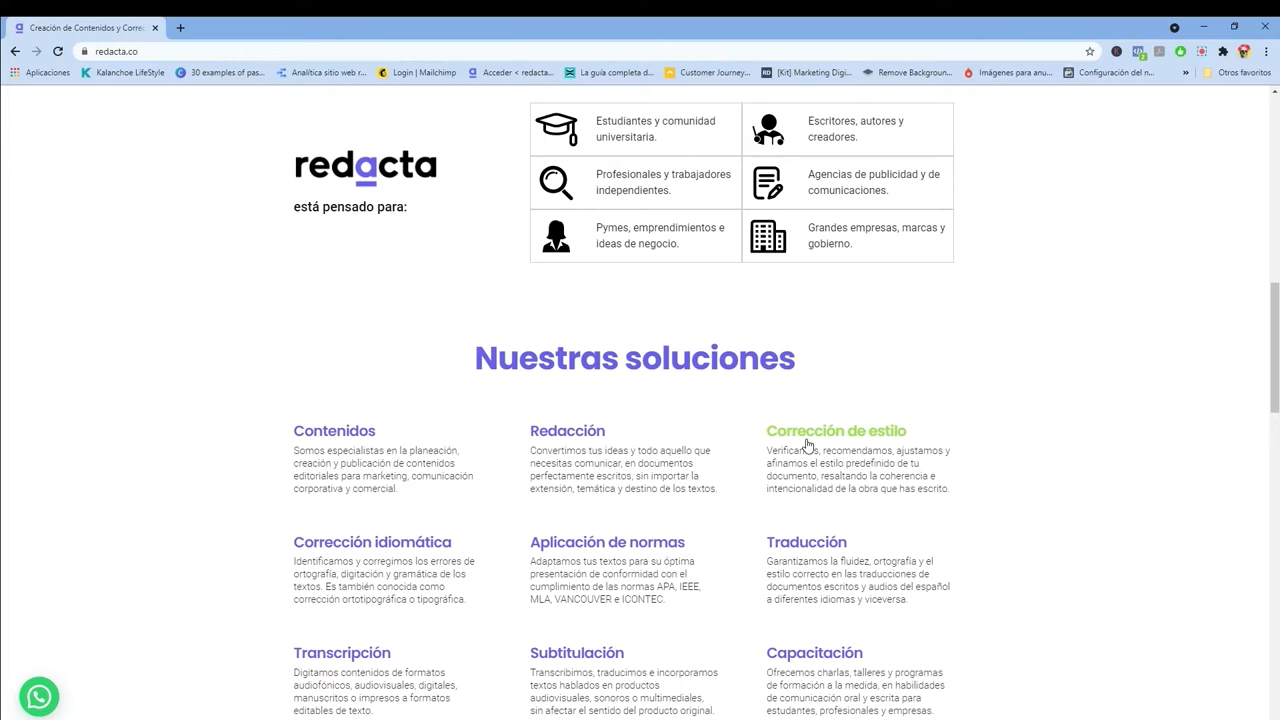 Creación de Contenidos y Correc
redacta.co
Aplicaciones
Kalanchoe LifeStyle
30 examples of pas...
Analítica sitio web r...
Login | Mailchimp
Acceder < redacta...
La guía completa d...
Customer Journey...
[Kit] Marketing Digi...
Remove Backgroun...
Imágenes para anu...
Configuración del n...
»
Otros favoritos
redacta
está pensado para:
Estudiantes y comunidad
universitaria.
Escritores, autores y
creadores.
Profesionales y trabajadores
independientes.
Agencias de publicidad y de
comunicaciones.
Pymes, emprendimientos e
ideas de negocio.
Grandes empresas, marcas y
gobierno.
Nuestras soluciones
Contenidos
Somos especialistas en la planeación,
creación y publicación de contenidos
editoriales para marketing, comunicación
corporativa y comercial.
Redacción
Convertimos tus ideas y todo aquello que
necesitas comunicar, en documentos
perfectamente escritos, sin importar la
extensión, temática y destino de los textos.
Corrección de estilo
Verificamos, recomendamos, ajustamos y
afinamos el estilo predefinido de tu
documento, resaltando la coherencia e
intencionalidad de la obra que has escrito.
Corrección idiomática
Identificamos y corregimos los errores de
ortografía, digitación y gramática de los
textos. Es también conocida como
corrección ortotipográfica o tipográfica.
Aplicación de normas
Adaptamos tus textos para su óptima
presentación de conformidad con el
cumplimiento de las normas APA, IEEE,
MLA, VANCOUVER e ICONTEC.
Traducción
Garantizamos la fluidez, ortografía y el
estilo correcto en las traducciones de
documentos escritos y audios del español
a diferentes idiomas y viceversa.
Transcripción
Digitamos contenidos de formatos
audiofónicos, audiovisuales, digitales,
manuscritos o impresos a formatos
editables de texto.
Subtitulación
Transcribimos, traducimos e incorporamos
textos hablados en productos
audiovisuales, sonoros o multimediales,
sin afectar el sentido del producto original.
Capacitación
Ofrecemos charlas, talleres y programas
de formación a la medida, en habilidades
de comunicación oral y escrita para
estudiantes, profesionales y empresas.